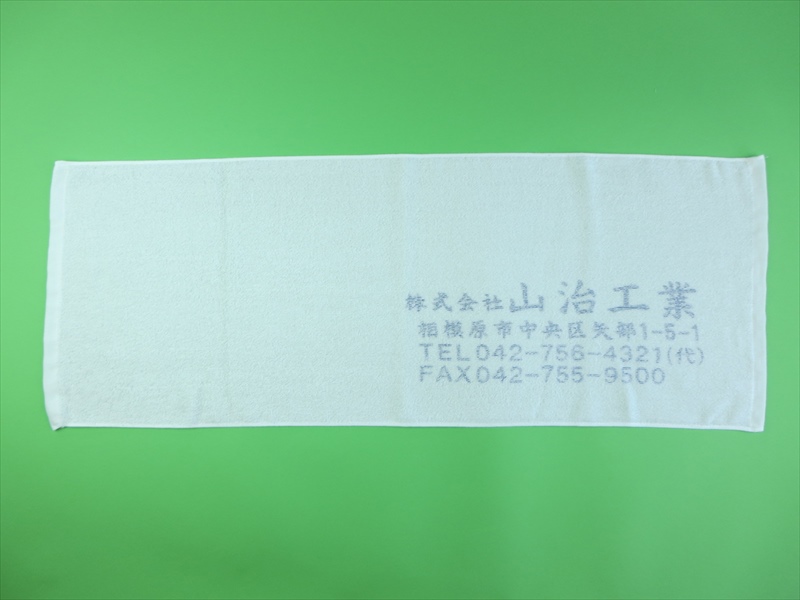 株式会社山治工業
相模原市中央区矢部1-5-1
TEL042-756-4321(代)
FAX042-755-9500